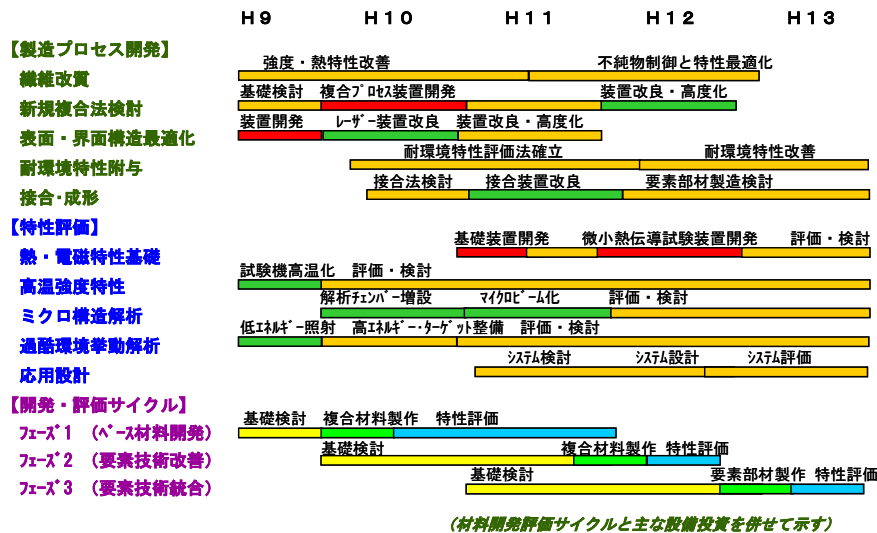 H9 H10 H11 H12 H13
【製造プロセス開発】
強度・熱特性改善 不純物制御と特性最適化
繊維改質
基礎検討 複合プロセス装置開発 装置改良・高度化
新規複合法検討
装置開発 レーザー装置改良 装置改良・高度化
表面・界面構造最適化
耐環境特性評価法確立 耐環境特性改善
耐環境特性附与
接合法検討 接合装置改良 要素部材製造検討
接合・成形
【特性評価】
基礎装置開発 微小熱伝導試験装置開発 評価・検討
熱・電磁特性基礎
試験機高温化 評価・検討
高温強度特性
解析チェンバー増設 マイクロビーム化 評価・検討
ミクロ構造解析
低エネルギー照射 高エネルギー・ターゲット整備 評価・検討
過酷環境挙動解析
システム検討 システム設計 システム評価
応用設計
【開発・評価サイクル】
基礎検討 複合材料製作 特性評価
フェーズ1 （ベース材料開発）
基礎検討 複合材料製作 特性評価
フェーズ2 （要素技術改善）
基礎検討 要素部材製作 特性評価
フェーズ3 （要素技術統合）
（材料開発評価サイクルと主な設備投資を併せて示す）